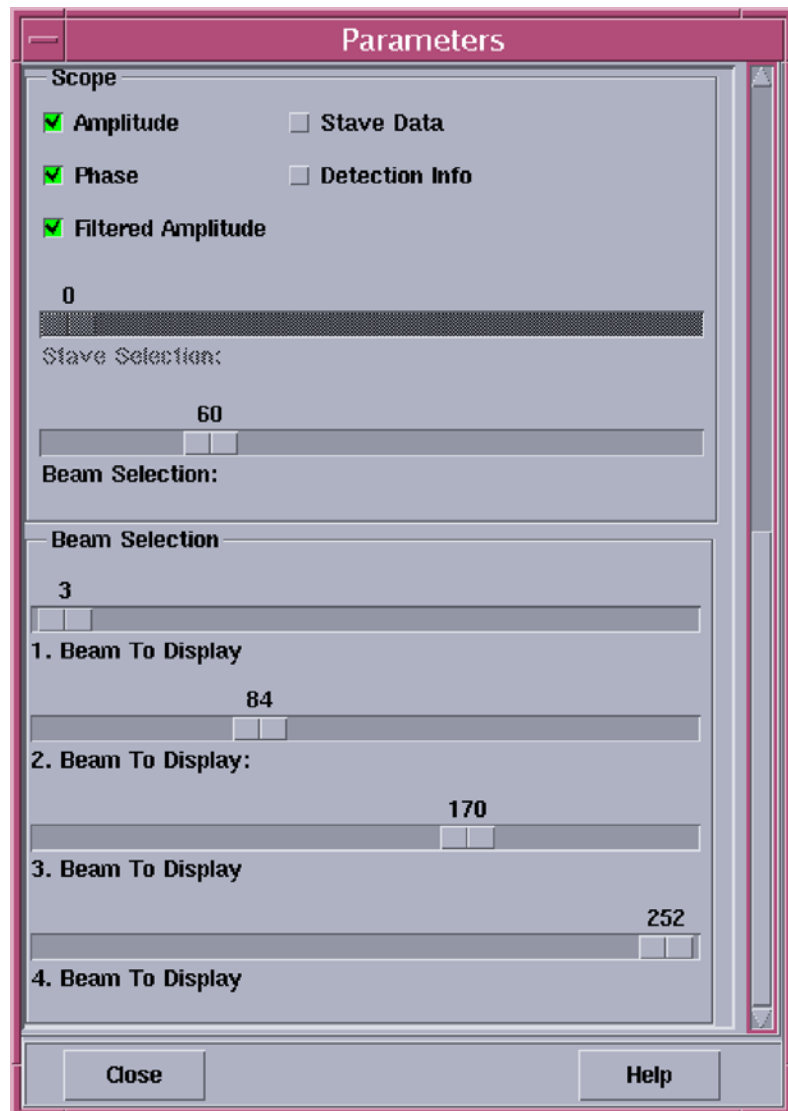 Parameters
Scope
Amplitude
Stave Data
Phase
Detection Info
Filtered Amplitude
0
Stave Selection:
60
Beam Selection:
Beam Selection
3
1. Beam To Display
84
2. Beam To Display:
170
3. Beam To Display
252
4. Beam To Display
Close
Help